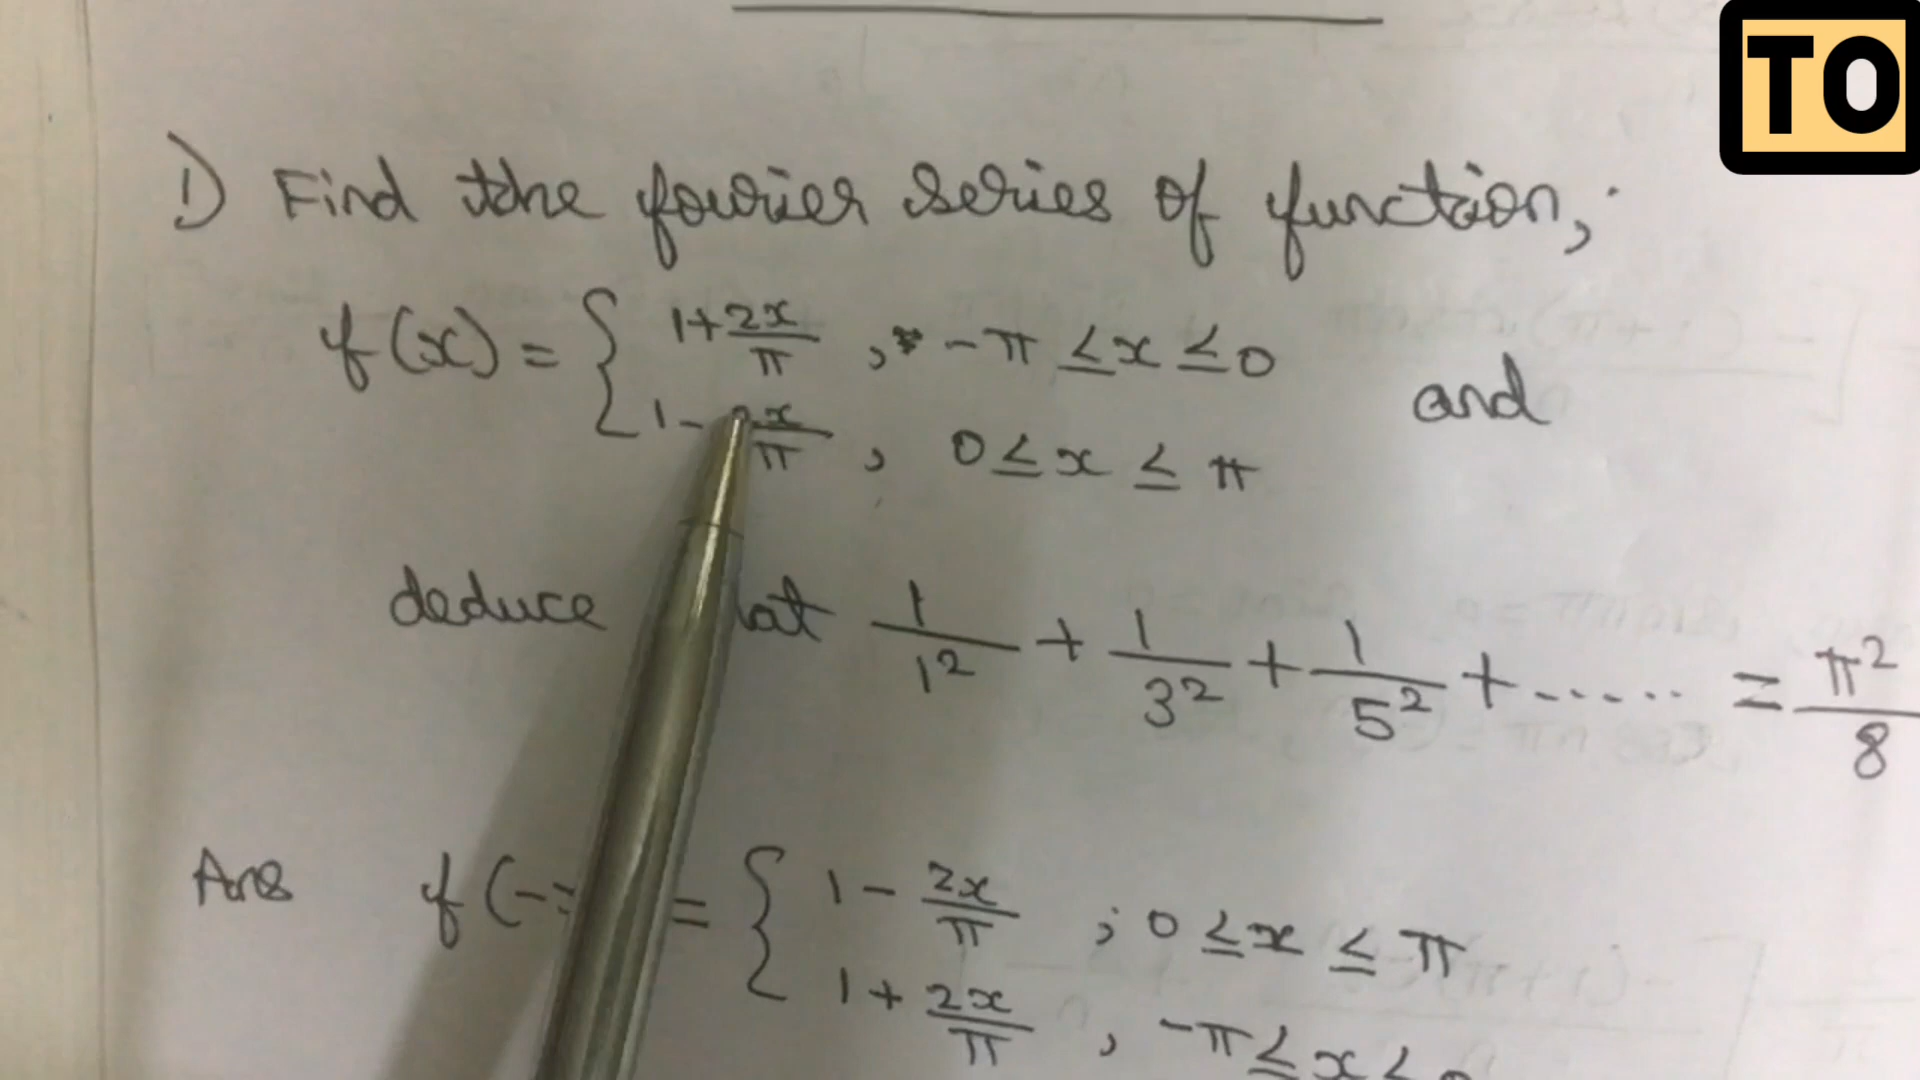 TO
1) Find the fourier series of function,
f(x) = { 1+2x/π , -π ≤ x ≤ 0
1- x/π , 0 ≤ x ≤ π and
deduce 1/1² + 1/3² + 1/5² + ...... = π²/8
Ans f(- = { 1 - 2x/π ; 0 ≤ x ≤ π
1 + 2x/π , -π ≤ x ≤ 0